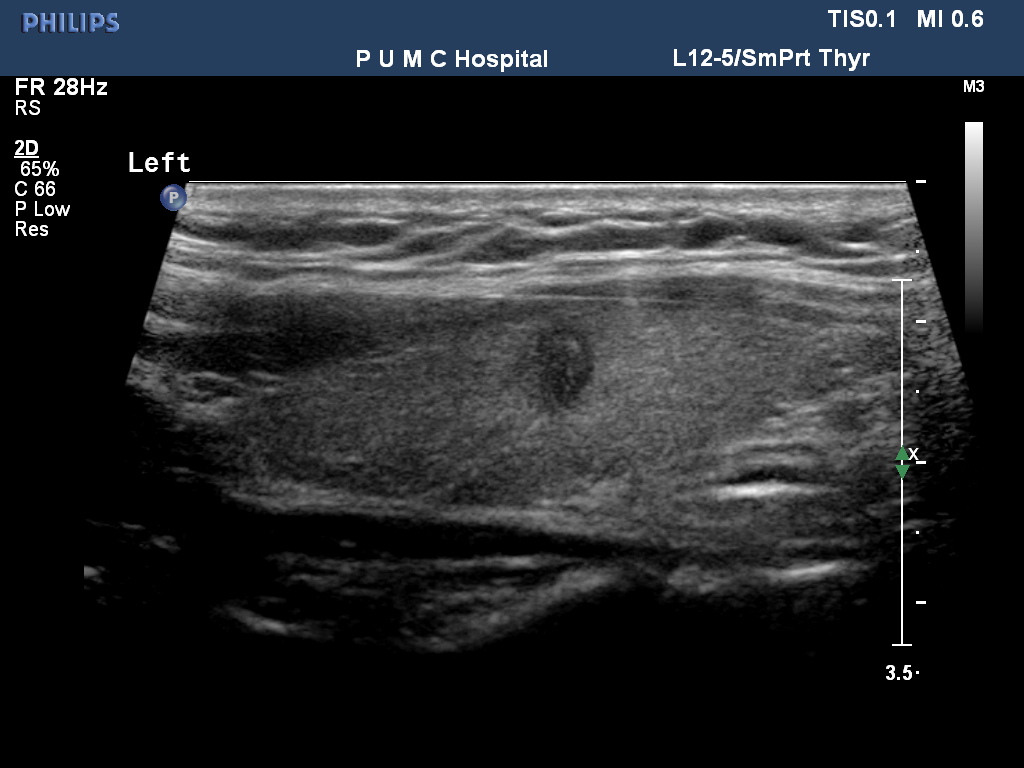 PHILIPS
TIS0.1 MI 0.6
P U M C Hospital
L12-5/SmPrt Thyr
FR 28Hz
RS
M3
2D
65%
C 66
P Low
Res
Left
P
X
3.5